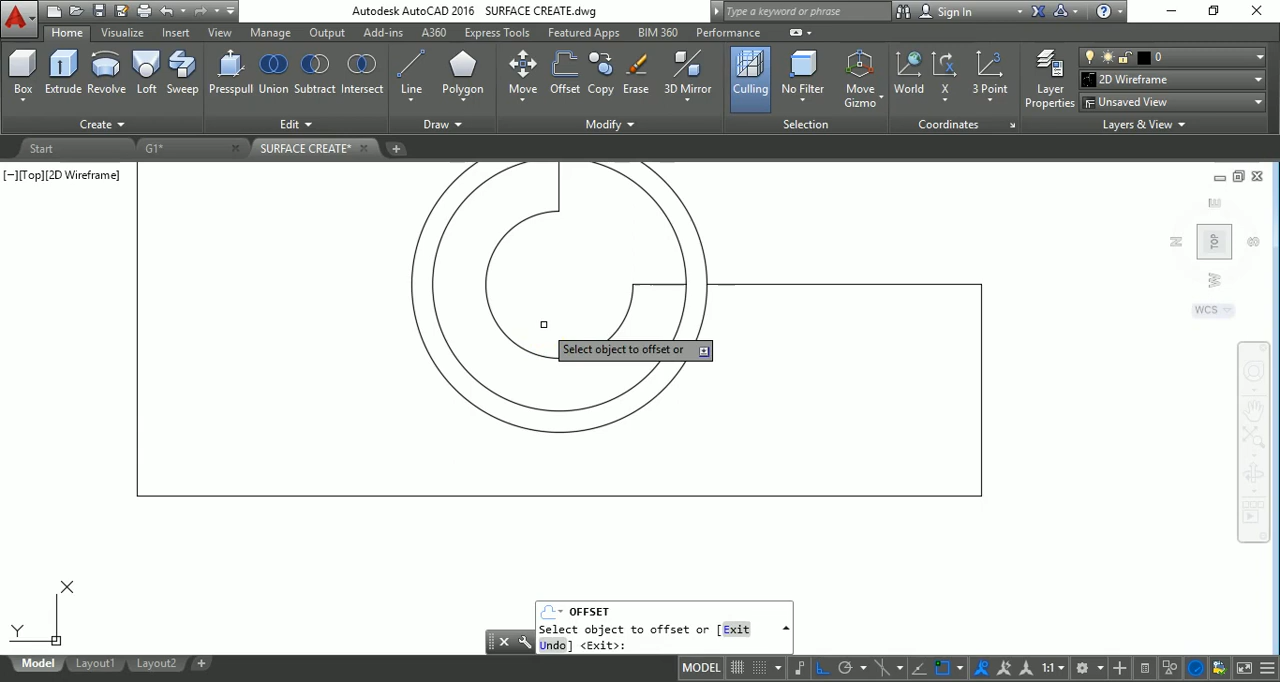 Autodesk AutoCAD 2016 SURFACE CREATE.dwg
Type a keyword or phrase
Sign In
Home Visualize Insert View Manage Output Add-ins A360 Express Tools Featured Apps BIM 360 Performance
Box Extrude Revolve Loft Sweep Presspull Union Subtract Intersect Line Polygon Move Offset Copy Erase 3D Mirror Culling No Filter Move Gizmo World X 3 Point Layer Properties
0
2D Wireframe
Unsaved View
Create Edit Draw Modify Selection Coordinates Layers & View
Start G1* SURFACE CREATE*
[−][Top][2D Wireframe]
E
N TOP S
W
WCS
Select object to offset or
X
Y
OFFSET
Select object to offset or [Exit
Undo] <Exit>:
Model Layout1 Layout2
MODEL 1:1